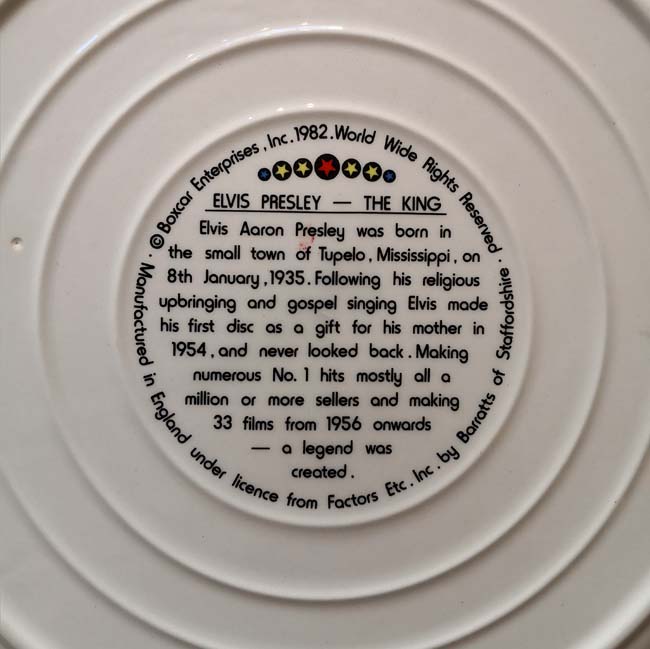 © Boxcar Enterprises, Inc. 1982. World Wide Rights Reserved.
ELVIS PRESLEY — THE KING
Elvis Aaron Presley was born in
the small town of Tupelo, Mississippi, on
8th January, 1935. Following his religious
upbringing and gospel singing Elvis made
his first disc as a gift for his mother in
1954, and never looked back. Making
numerous No. 1 hits mostly all a
million or more sellers and making
33 films from 1956 onwards
— a legend was
created.
Manufactured in England under licence from Factors Etc. Inc. by Barratts of Staffordshire